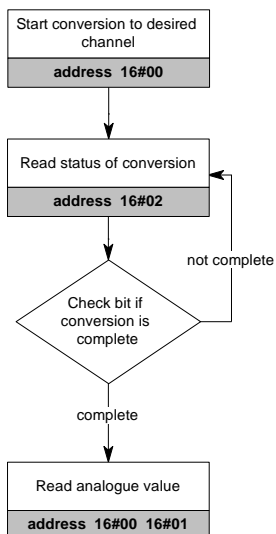 Start conversion to desired
channel
address 16#00
Read status of conversion
address 16#02
not complete
Check bit if
conversion is
complete
complete
Read analogue value
address 16#00 16#01